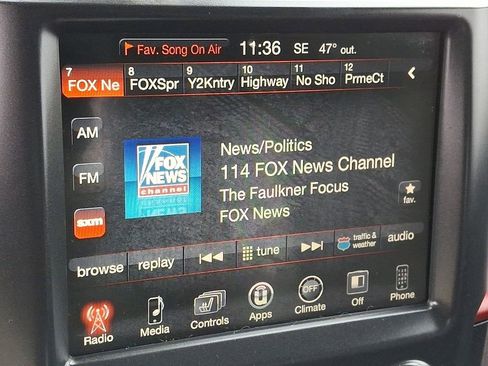 Fav. Song On Air 11:36 SE 47° out.
7 8 9 10 11 12
FOX Ne FOXSpr Y2Kntry Highway No Sho PrmeCt
AM
FM
sxm
FOX
NEWS
channel
News/Politics
114 FOX News Channel
The Faulkner Focus
FOX News
fav.
browse replay tune traffic & weather audio
OFF
Radio Media Controls Apps Climate Off Phone